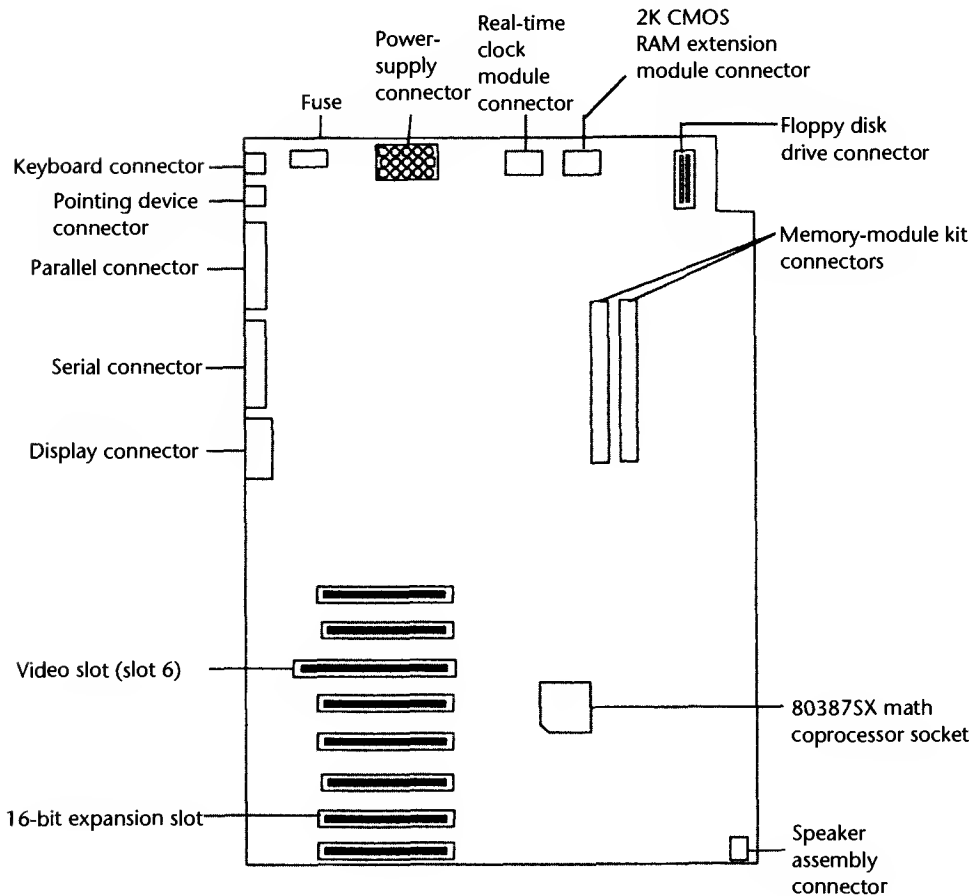 2K CMOS
RAM extension
module connector
Real-time
clock
module
connector
Power-
supply
connector
Fuse
Floppy disk
drive connector
Keyboard connector
Pointing device
connector
Memory-module kit
connectors
Parallel connector
Serial connector
Display connector
Video slot (slot 6)
80387SX math
coprocessor socket
16-bit expansion slot
Speaker
assembly
connector